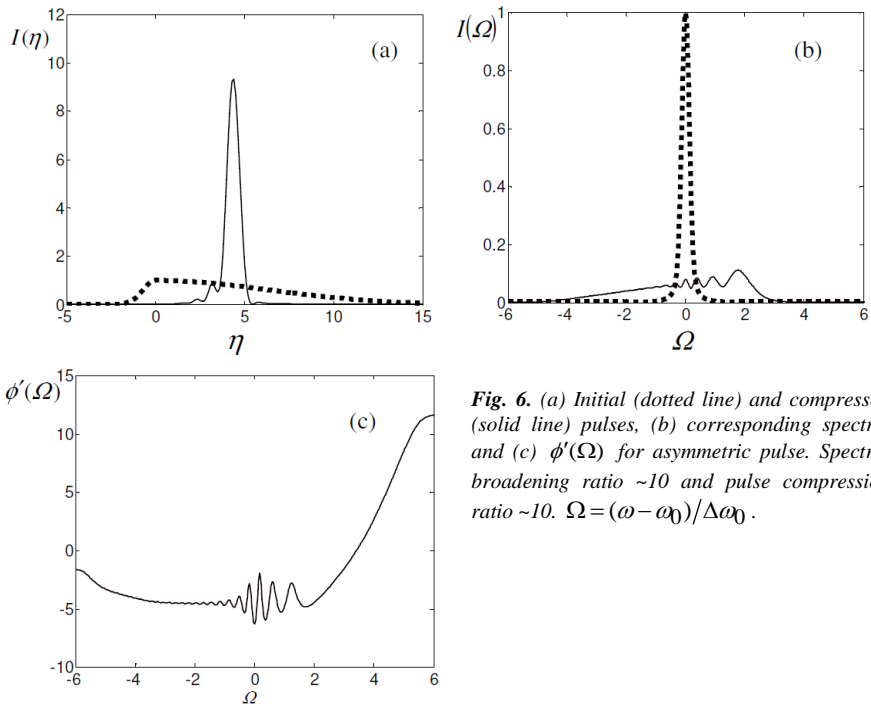 12
I(η)
(a)
10
8
6
4
2
0
-5
0
5
10
15
η
1
I(Ω)
(b)
0.8
0.6
0.4
0.2
0
-6
-4
-2
0
2
4
6
Ω
15
ϕ′(Ω)
(c)
10
5
0
-5
-10
-6
-4
-2
0
2
4
6
Ω
Fig. 6. (a) Initial (dotted line) and compresse
(solid line) pulses, (b) corresponding spectr
and (c) ϕ′(Ω) for asymmetric pulse. Spectr
broadening ratio ~10 and pulse compressio
ratio ~10. Ω = (ω − ω0)/Δω0 .